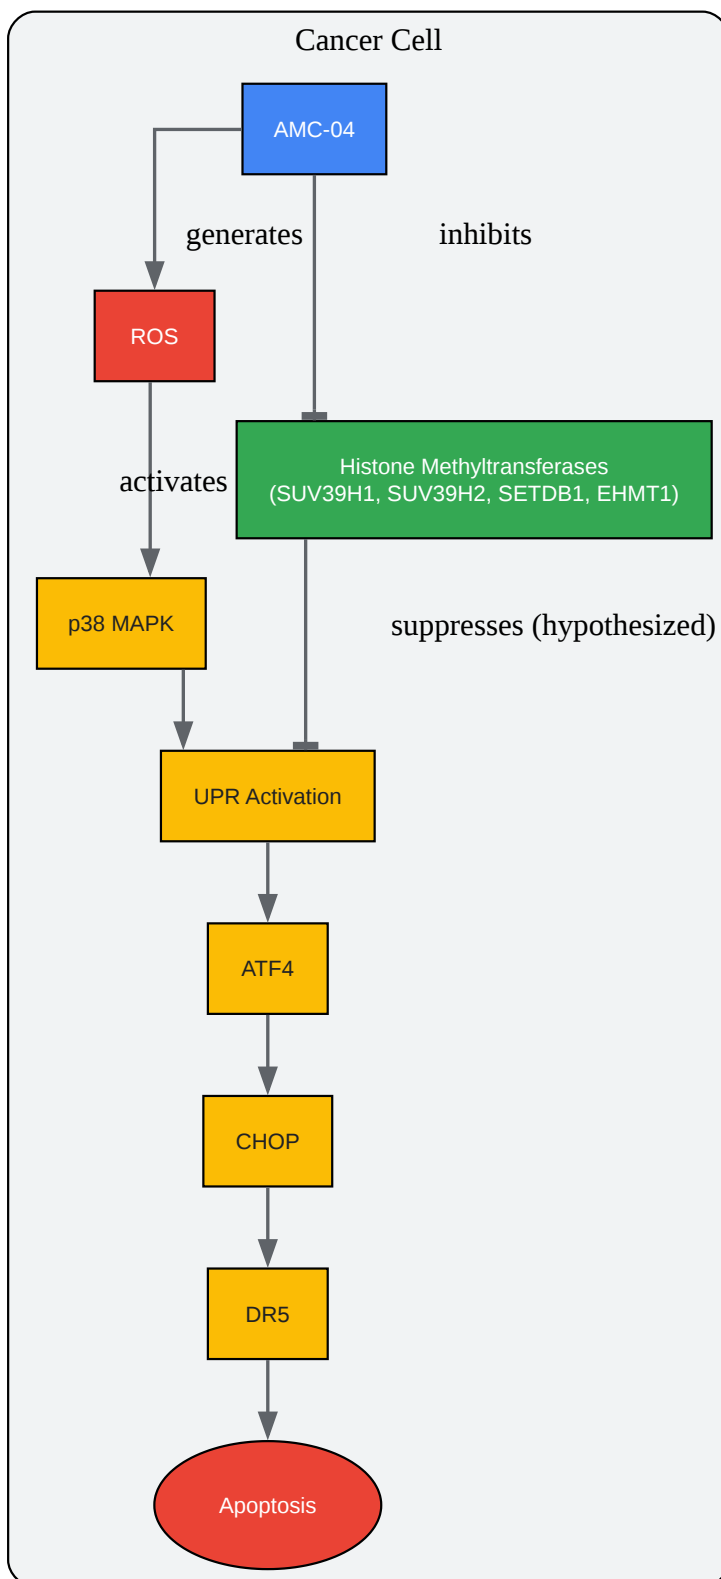 Cancer Cell
AMC-04
generates
inhibits
ROS
Histone Methyltransferases
(SUV39H1, SUV39H2, SETDB1, EHMT1)
activates
p38 MAPK
suppresses (hypothesized)
UPR Activation
ATF4
CHOP
DR5
Apoptosis